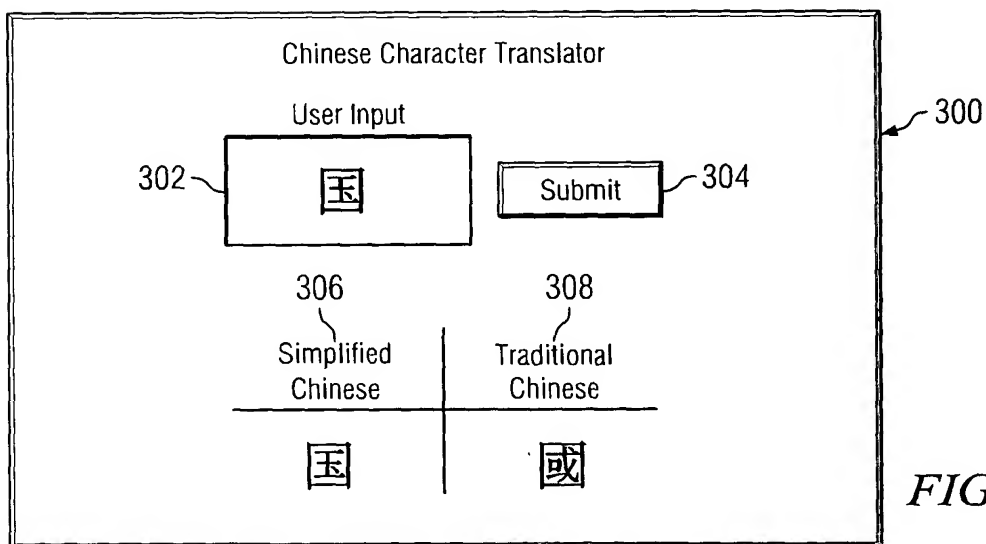 Chinese Character Translator
300
User Input
302
国
Submit
304
306
308
Simplified
Chinese
Traditional
Chinese
国
國
FIG